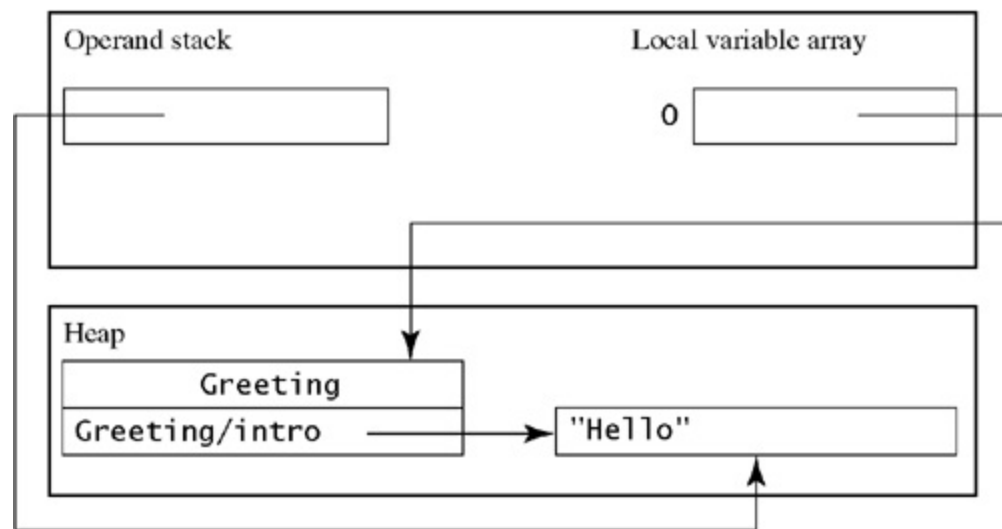 Operand stack
Local variable array
0
Heap
Greeting
Greeting/intro
"Hello"